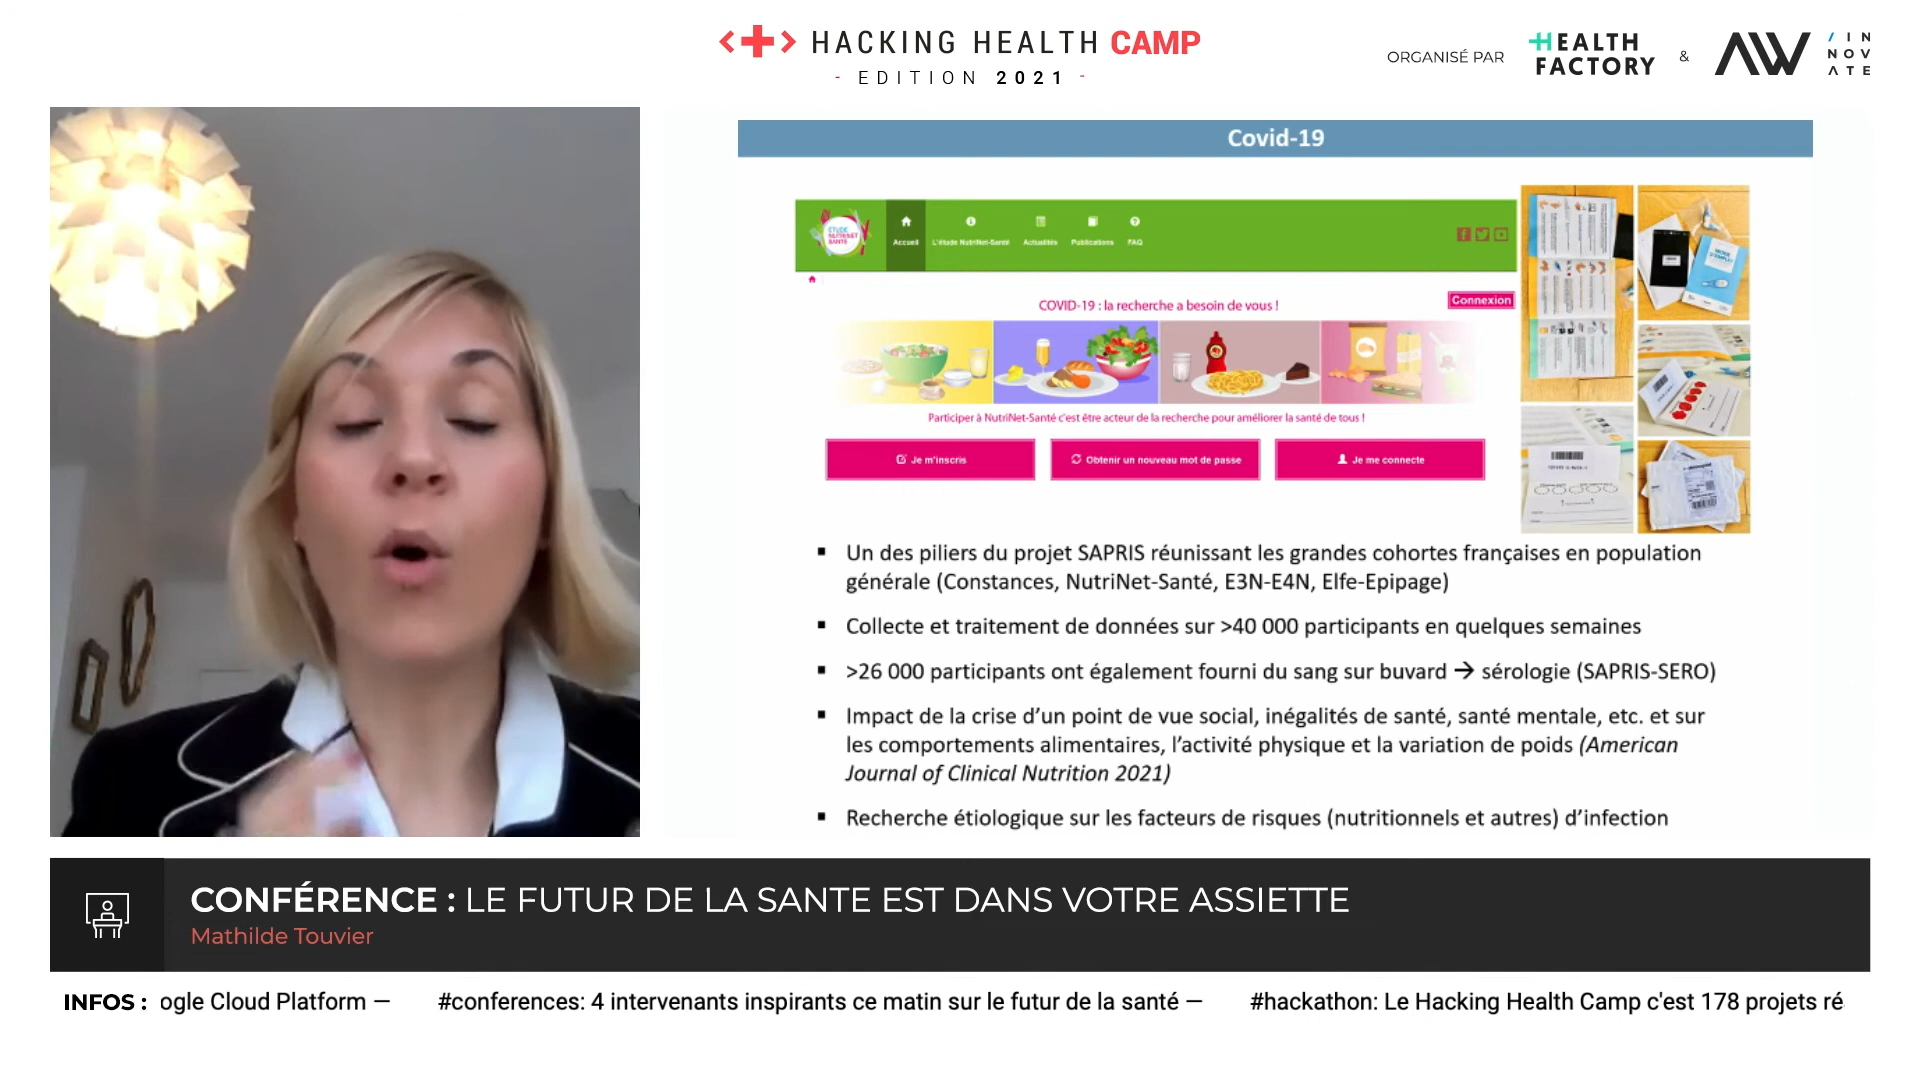 HACKING HEALTH CAMP
- EDITION 2021 -
ORGANISÉ PAR
HEALTH
FACTORY
&
AW
/IN
NOV
ATE
Covid-19
ETUDE
NUTRINET
SANTÉ
Accueil
L'étude NutriNet-Santé
Actualités
Publications
FAQ
Connexion
COVID-19 : la recherche a besoin de vous !
Participer à NutriNet-Santé c'est être acteur de la recherche pour améliorer la santé de tous !
Je m'inscris
Obtenir un nouveau mot de passe
Je me connecte
▪ Un des piliers du projet SAPRIS réunissant les grandes cohortes françaises en population
générale (Constances, NutriNet-Santé, E3N-E4N, Elfe-Epipage)
▪ Collecte et traitement de données sur >40 000 participants en quelques semaines
▪ >26 000 participants ont également fourni du sang sur buvard → sérologie (SAPRIS-SERO)
▪ Impact de la crise d'un point de vue social, inégalités de santé, santé mentale, etc. et sur
les comportements alimentaires, l'activité physique et la variation de poids (American
Journal of Clinical Nutrition 2021)
▪ Recherche étiologique sur les facteurs de risques (nutritionnels et autres) d'infection
CONFÉRENCE : LE FUTUR DE LA SANTE EST DANS VOTRE ASSIETTE
Mathilde Touvier
INFOS : ogle Cloud Platform — #conferences: 4 intervenants inspirants ce matin sur le futur de la santé — #hackathon: Le Hacking Health Camp c'est 178 projets ré